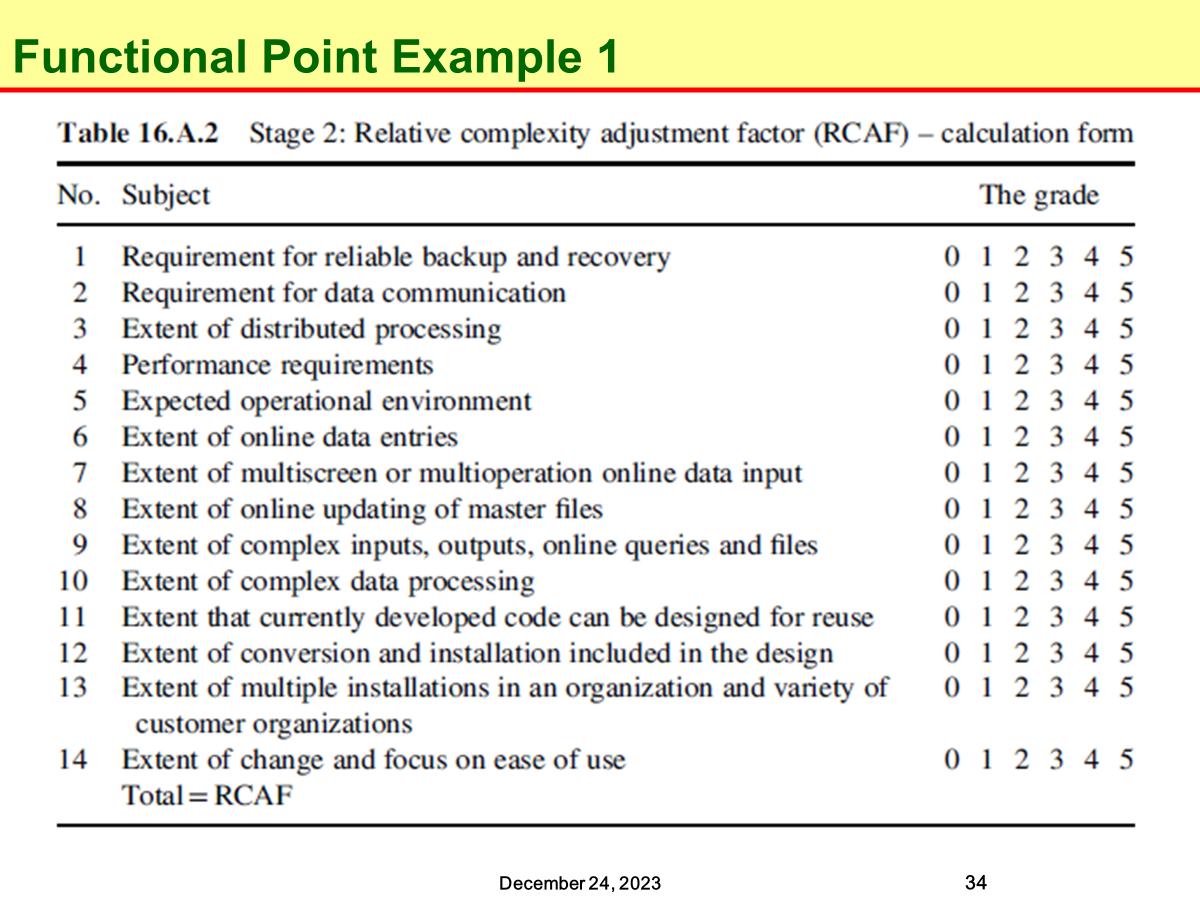 Functional Point Example 1
Table 16.A.2 Stage 2: Relative complexity adjustment factor (RCAF) – calculation form
No. Subject The grade
1 Requirement for reliable backup and recovery 0 1 2 3 4 5
2 Requirement for data communication 0 1 2 3 4 5
3 Extent of distributed processing 0 1 2 3 4 5
4 Performance requirements 0 1 2 3 4 5
5 Expected operational environment 0 1 2 3 4 5
6 Extent of online data entries 0 1 2 3 4 5
7 Extent of multiscreen or multioperation online data input 0 1 2 3 4 5
8 Extent of online updating of master files 0 1 2 3 4 5
9 Extent of complex inputs, outputs, online queries and files 0 1 2 3 4 5
10 Extent of complex data processing 0 1 2 3 4 5
11 Extent that currently developed code can be designed for reuse 0 1 2 3 4 5
12 Extent of conversion and installation included in the design 0 1 2 3 4 5
13 Extent of multiple installations in an organization and variety of 0 1 2 3 4 5
customer organizations
14 Extent of change and focus on ease of use 0 1 2 3 4 5
Total = RCAF
December 24, 2023 34